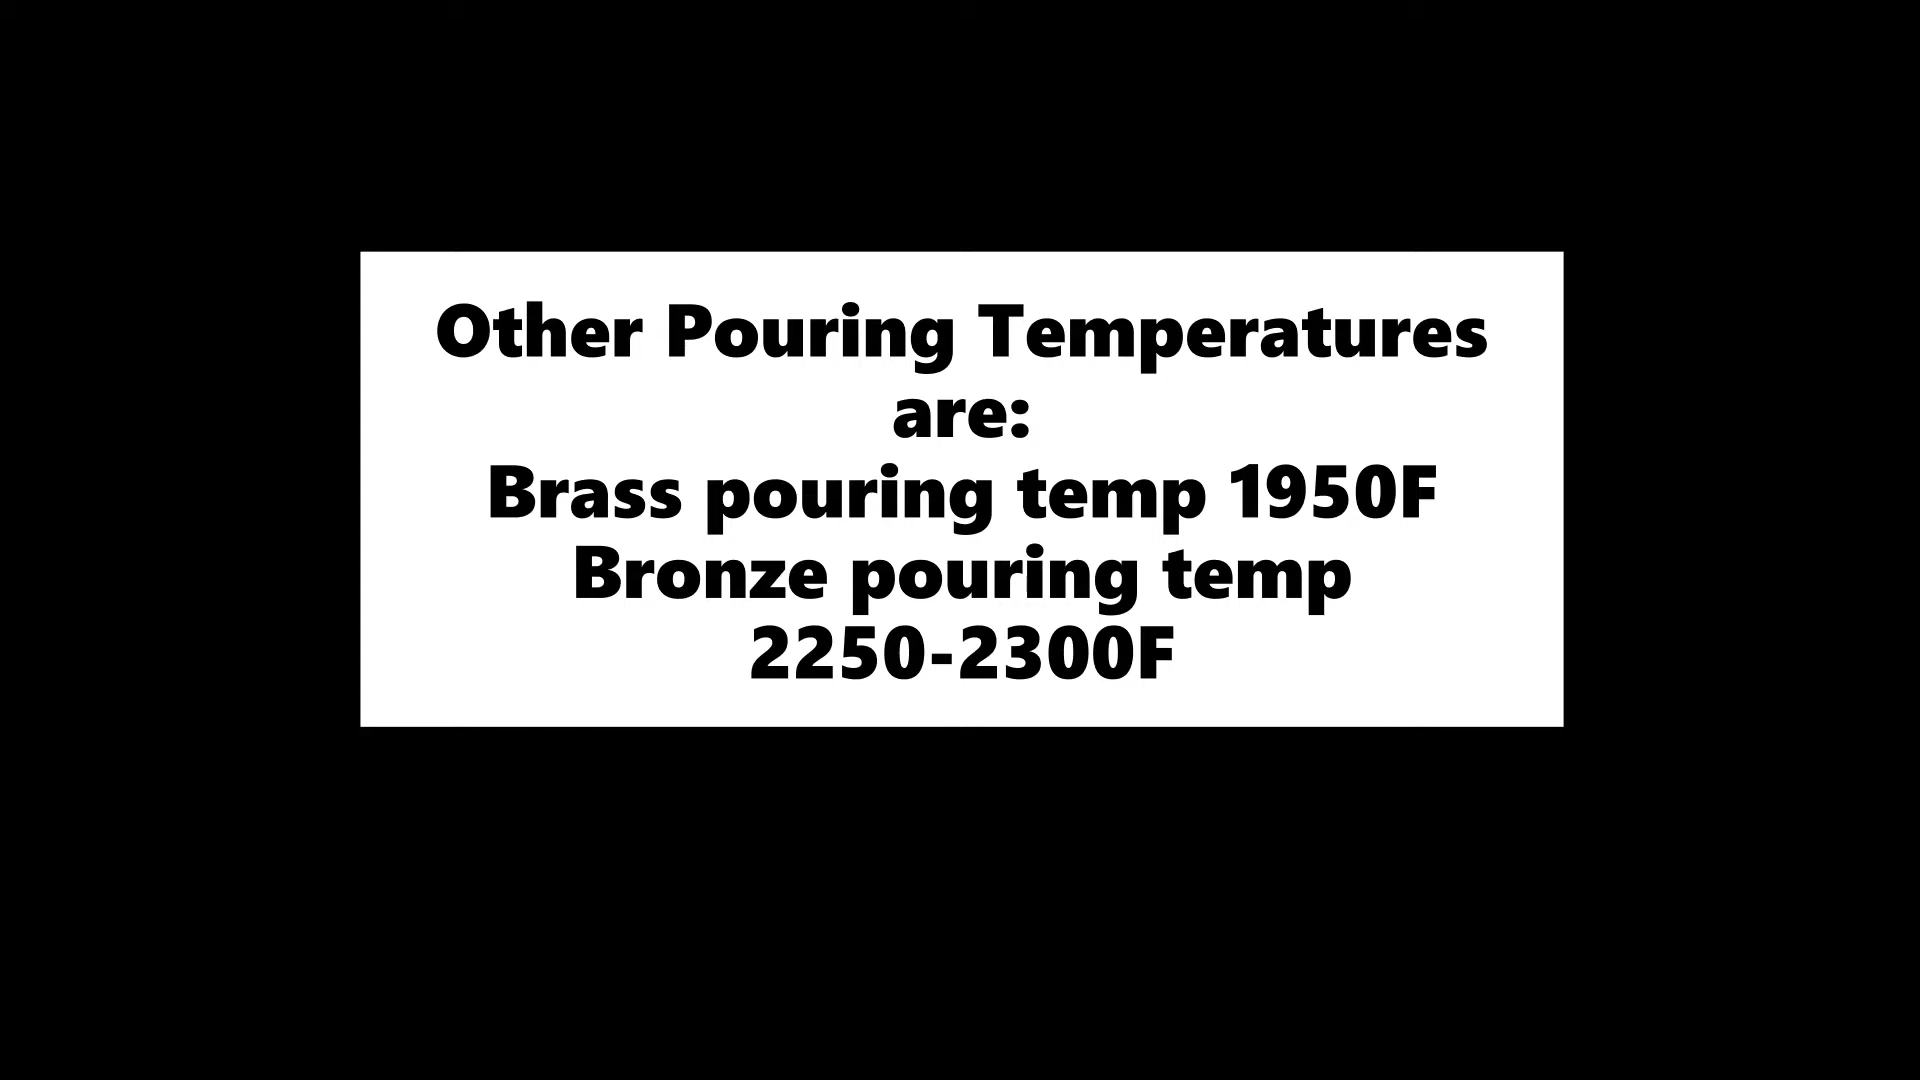 Other Pouring Temperatures
are:
Brass pouring temp 1950F
Bronze pouring temp
2250-2300F